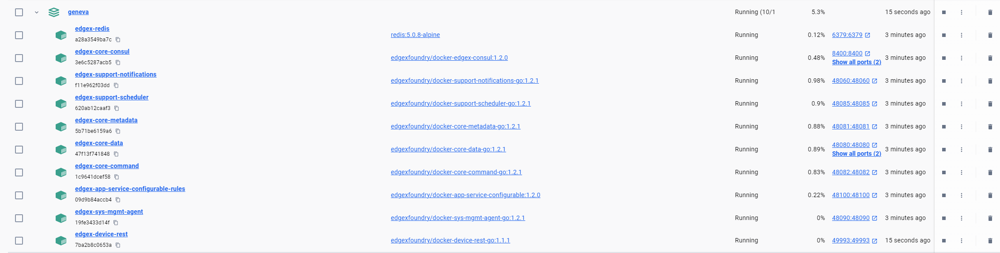 geneva Running (10/1 5.3% 15 seconds ago
edgex-redis
a28a3549ba7c redis:5.0.8-alpine Running 0.12% 6379:6379 3 minutes ago
edgex-core-consul
3e6c5287acb5 edgexfoundry/docker-edgex-consul:1.2.0 Running 0.48% 8400:8400 3 minutes ago
Show all ports (2)
edgex-support-notifications
f11e962f03dd edgexfoundry/docker-support-notifications-go:1.2.1 Running 0.98% 48060:48060 3 minutes ago
edgex-support-scheduler
620ab12caaf3 edgexfoundry/docker-support-scheduler-go:1.2.1 Running 0.9% 48085:48085 3 minutes ago
edgex-core-metadata
5b71be6159a6 edgexfoundry/docker-core-metadata-go:1.2.1 Running 0.88% 48081:48081 3 minutes ago
edgex-core-data
47f13f741848 edgexfoundry/docker-core-data-go:1.2.1 Running 0.89% 48080:48080 3 minutes ago
Show all ports (2)
edgex-core-command
1c9641dcef58 edgexfoundry/docker-core-command-go:1.2.1 Running 0.83% 48082:48082 3 minutes ago
edgex-app-service-configurable-rules
09d9b84accb4 edgexfoundry/docker-app-service-configurable:1.2.0 Running 0.22% 48100:48100 3 minutes ago
edgex-sys-mgmt-agent
19fe3433d14f edgexfoundry/docker-sys-mgmt-agent-go:1.2.1 Running 0% 48090:48090 3 minutes ago
edgex-device-rest
7ba2b8c0653a edgexfoundry/docker-device-rest-go:1.1.1 Running 0% 49993:49993 15 seconds ago